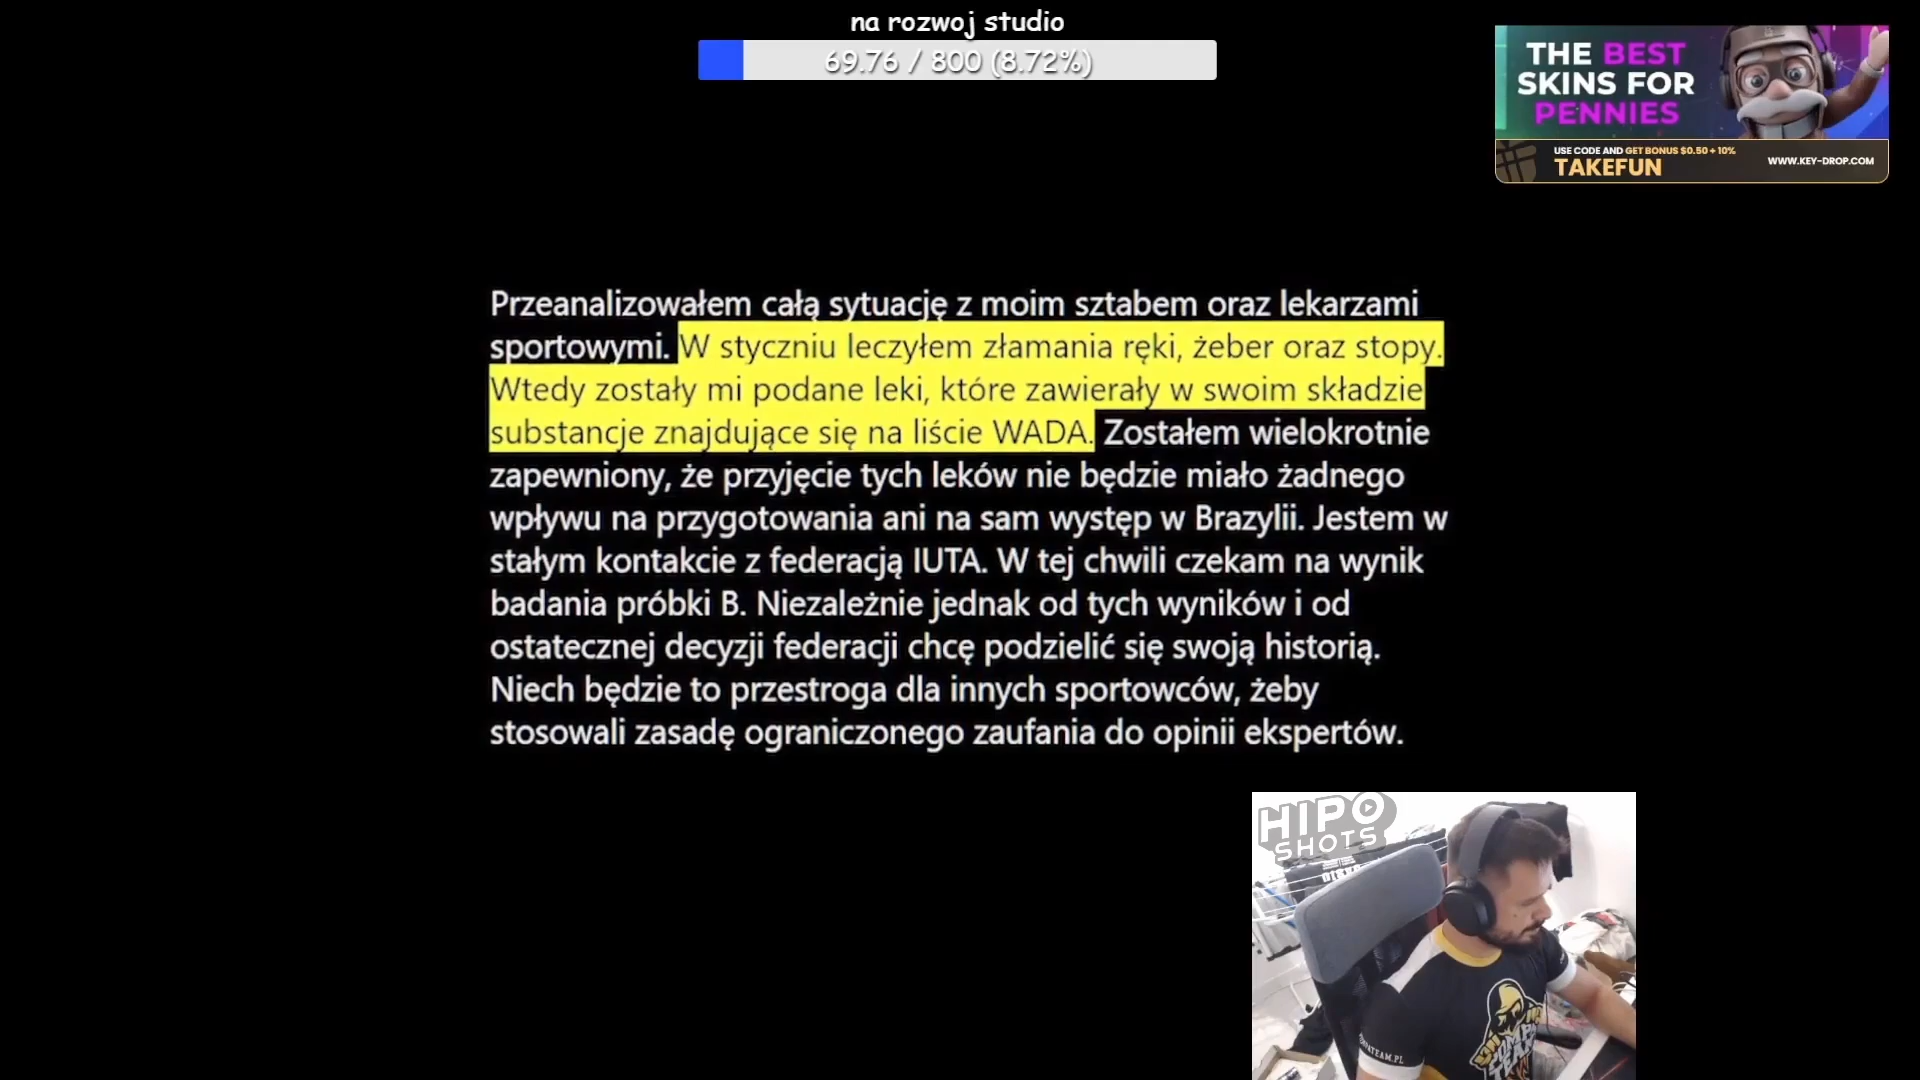 na rozwoj studio
69.76 / 800 (8.72%)
THE BEST
SKINS FOR
PENNIES
USE CODE AND GET BONUS $0.50 + 10%
TAKEFUN
WWW.KEY-DROP.COM
Przeanalizowałem całą sytuację z moim sztabem oraz lekarzami
sportowymi. W styczniu leczyłem złamania ręki, żeber oraz stopy.
Wtedy zostały mi podane leki, które zawierały w swoim składzie
substancje znajdujące się na liście WADA. Zostałem wielokrotnie
zapewniony, że przyjęcie tych leków nie będzie miało żadnego
wpływu na przygotowania ani na sam występ w Brazylii. Jestem w
stałym kontakcie z federacją IUTA. W tej chwili czekam na wynik
badania próbki B. Niezależnie jednak od tych wyników i od
ostatecznej decyzji federacji chcę podzielić się swoją historią.
Niech będzie to przestroga dla innych sportowców, żeby
stosowali zasadę ograniczonego zaufania do opinii ekspertów.
HIPO
SHOTS